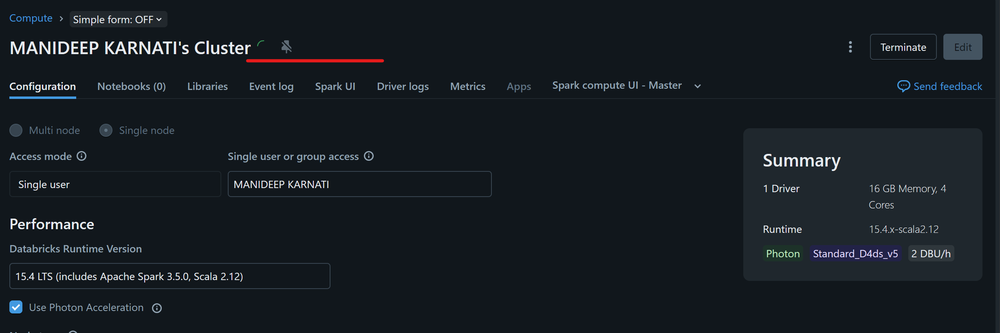 Compute > Simple form: OFF
MANIDEEP KARNATI's Cluster
Terminate
Edit
Configuration Notebooks (0) Libraries Event log Spark UI Driver logs Metrics Apps Spark compute UI - Master
Send feedback
Multi node Single node
Access mode Single user or group access
Single user MANIDEEP KARNATI
Performance
Databricks Runtime Version
15.4 LTS (includes Apache Spark 3.5.0, Scala 2.12)
Use Photon Acceleration
Summary
1 Driver 16 GB Memory, 4
Cores
Runtime 15.4.x-scala2.12
Photon Standard_D4ds_v5 2 DBU/h